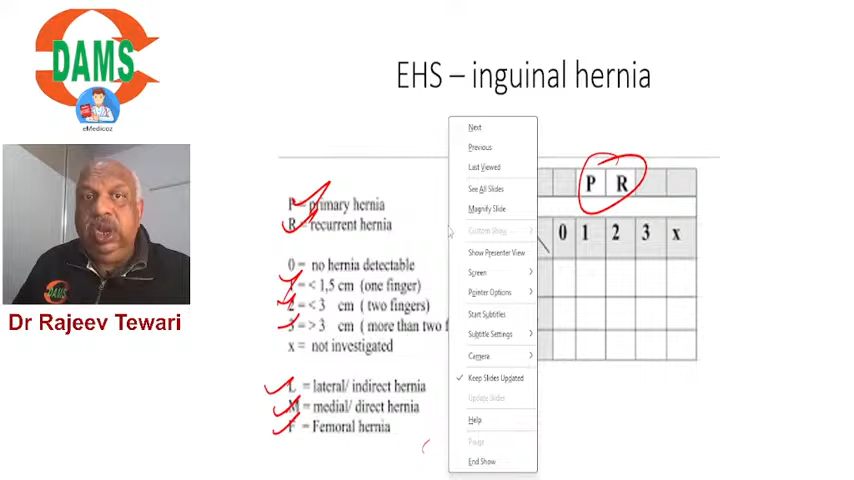 DAMS
eMedicoz
EHS – inguinal hernia
P = primary hernia
R = recurrent hernia
0 = no hernia detectable
1 = < 1,5 cm (one finger)
2 = < 3 cm (two fingers)
3 = > 3 cm (more than two f
x = not investigated
L = lateral/ indirect hernia
M = medial/ direct hernia
F = Femoral hernia
Next
Previous
Last Viewed
See All Slides
Magnify Slide
Custom Show
Show Presenter View
Screen
Pointer Options
Start Subtitles
Subtitle Settings
Camera
Keep Slides Updated
Update Slides
Help
Pause
End Show
P R
0 1 2 3 x
DAMS
Dr Rajeev Tewari